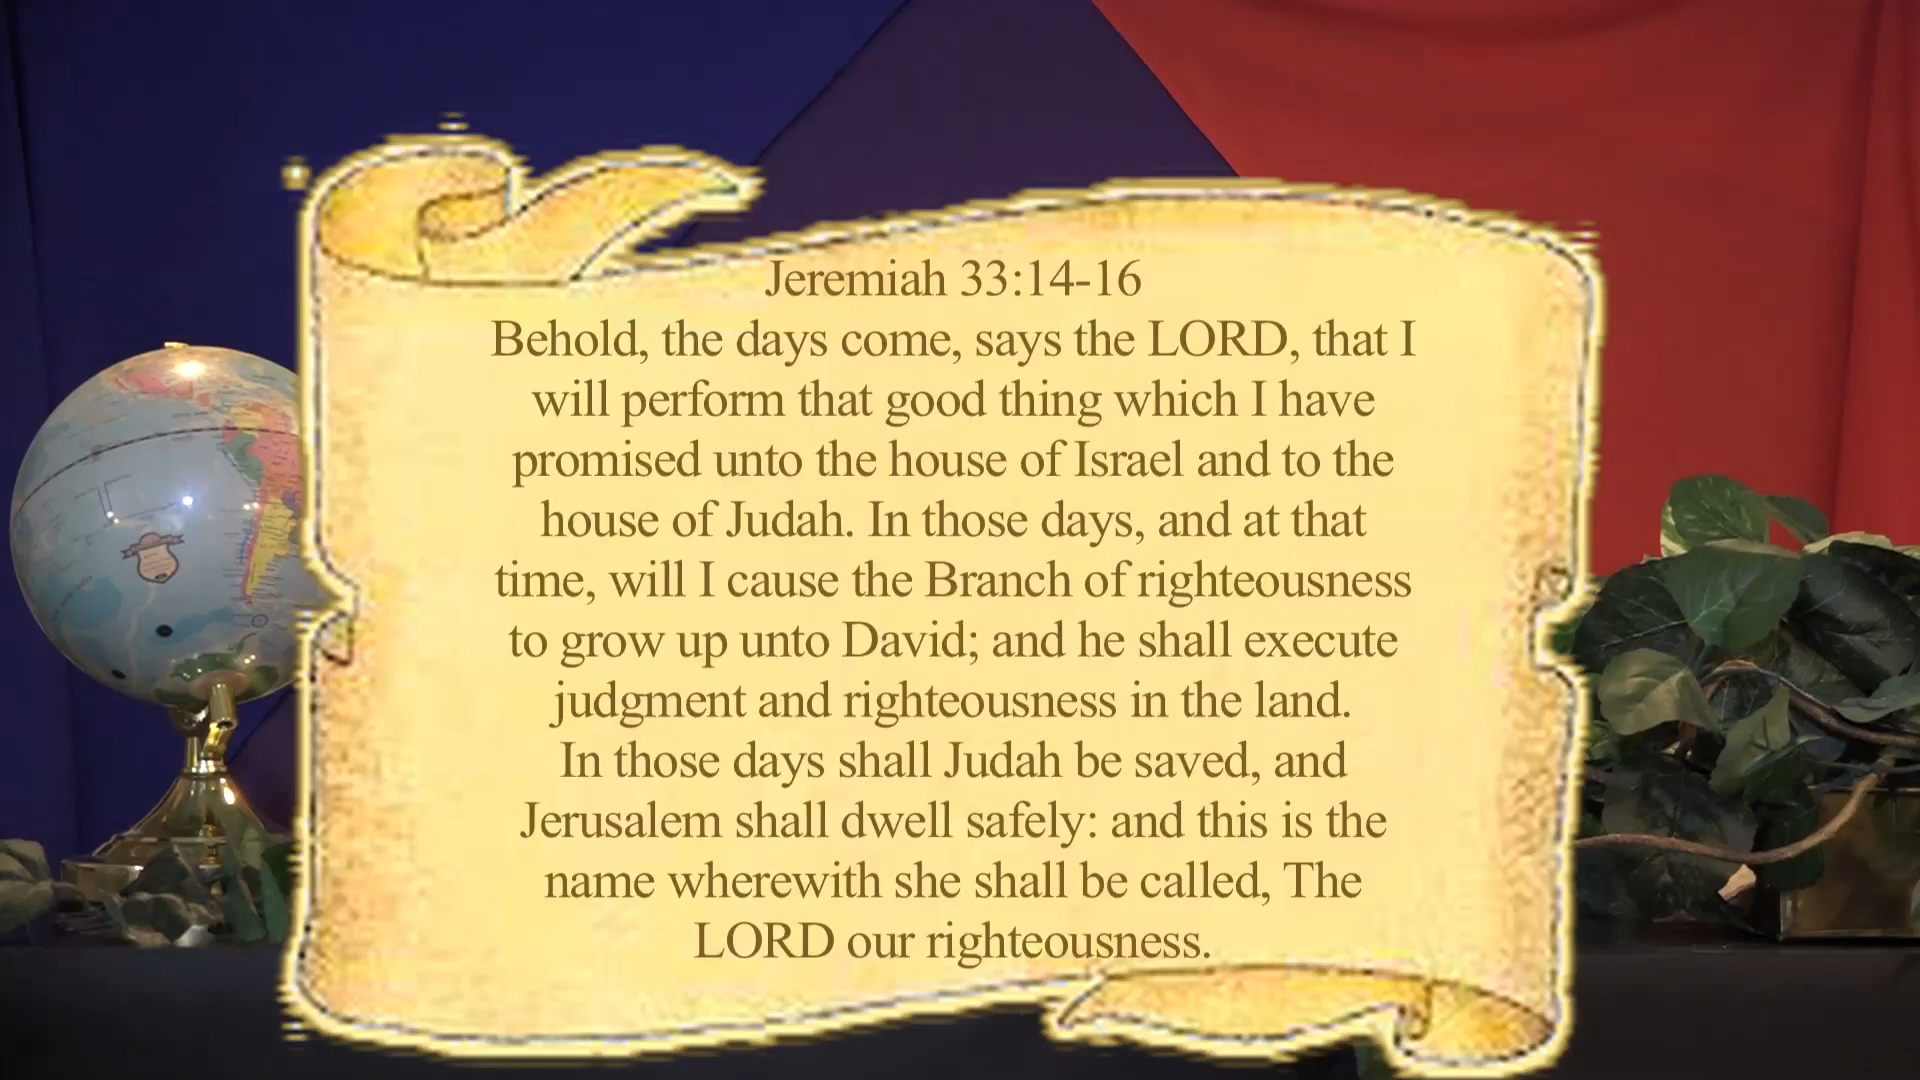 Jeremiah 33:14-16
Behold, the days come, says the LORD, that I
will perform that good thing which I have
promised unto the house of Israel and to the
house of Judah. In those days, and at that
time, will I cause the Branch of righteousness
to grow up unto David; and he shall execute
judgment and righteousness in the land.
In those days shall Judah be saved, and
Jerusalem shall dwell safely: and this is the
name wherewith she shall be called, The
LORD our righteousness.